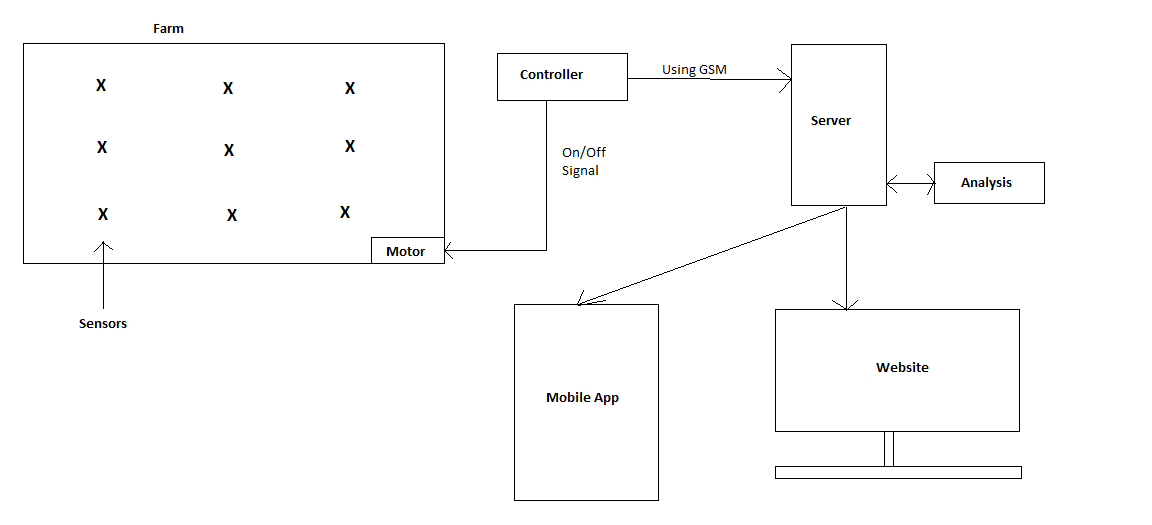 Farm
X X X
X X X
X X X
Motor
Sensors
Controller
Using GSM
On/Off
Signal
Server
Analysis
Mobile App
Website